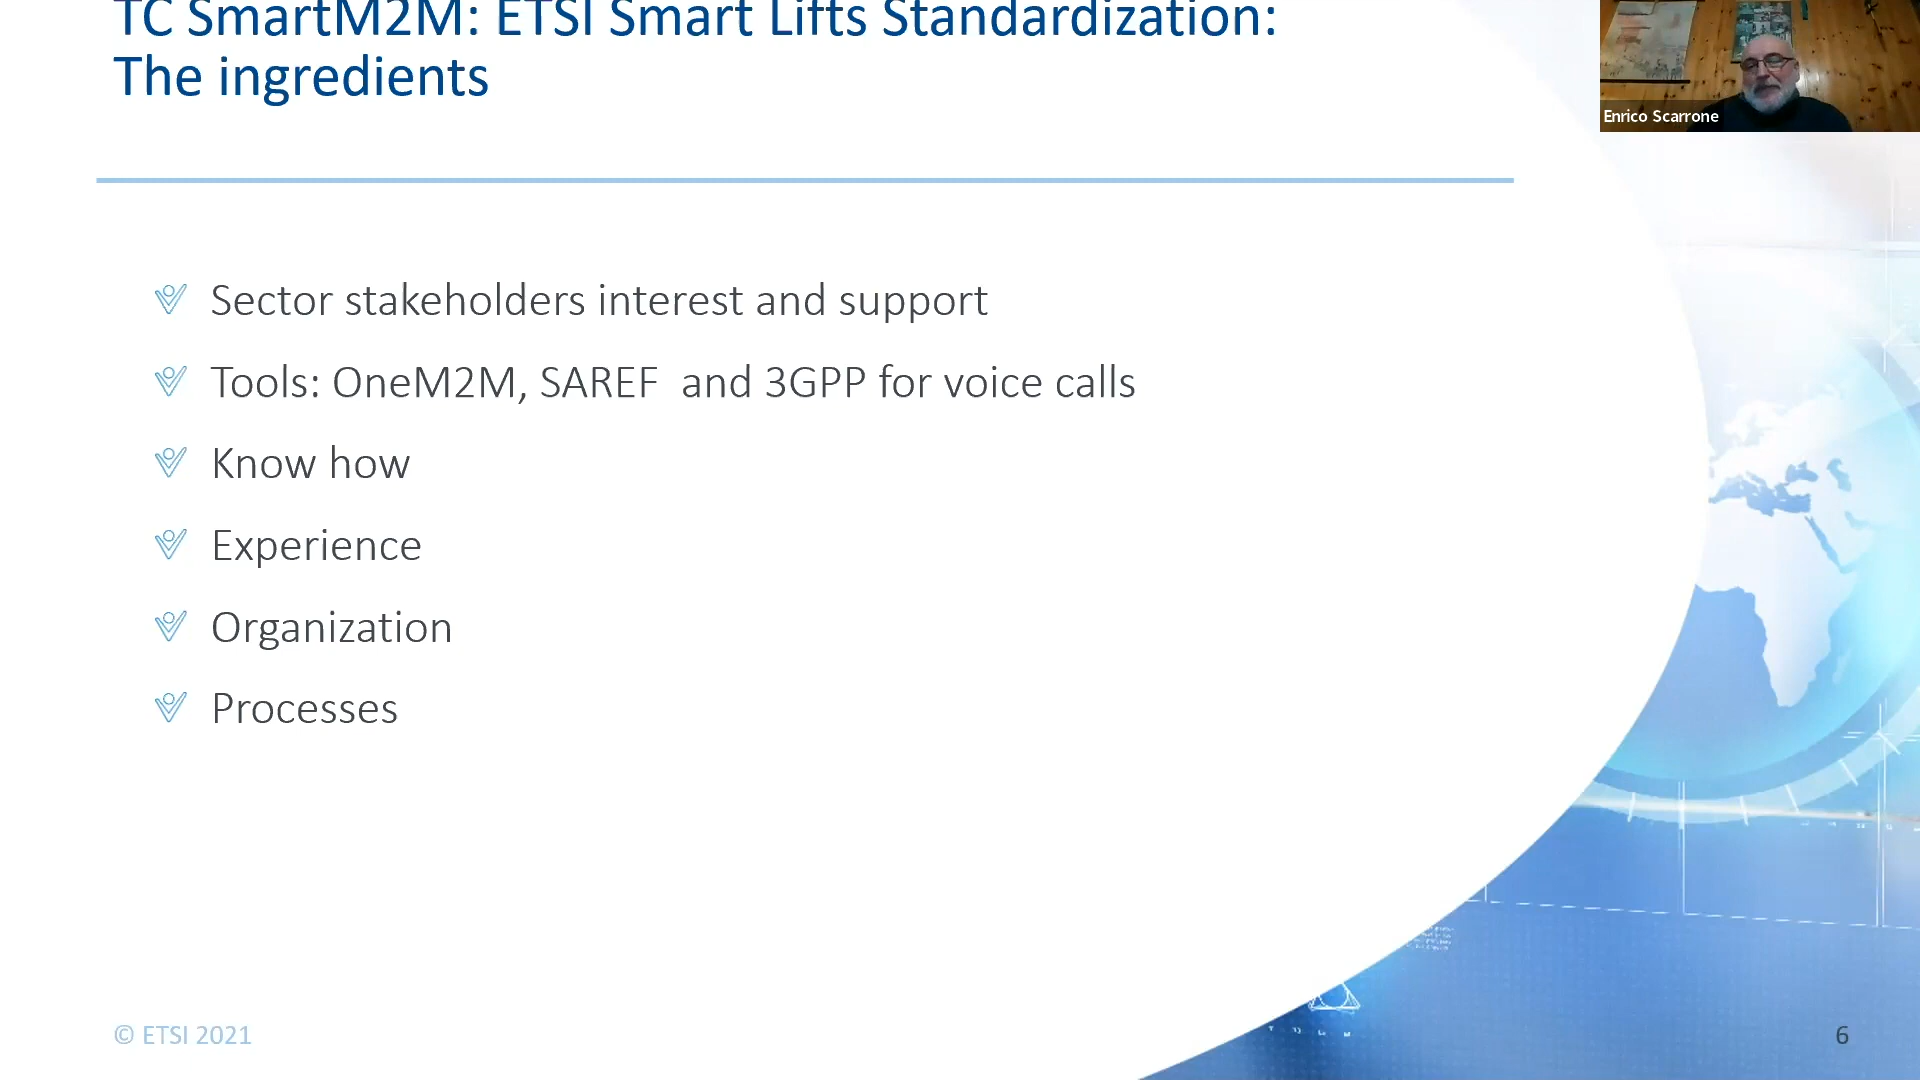 TC SmartM2M: ETSI Smart Lifts Standardization:
The ingredients
Enrico Scarrone
Sector stakeholders interest and support
Tools: OneM2M, SAREF  and 3GPP for voice calls
Know how
Experience
Organization
Processes
© ETSI 2021
6